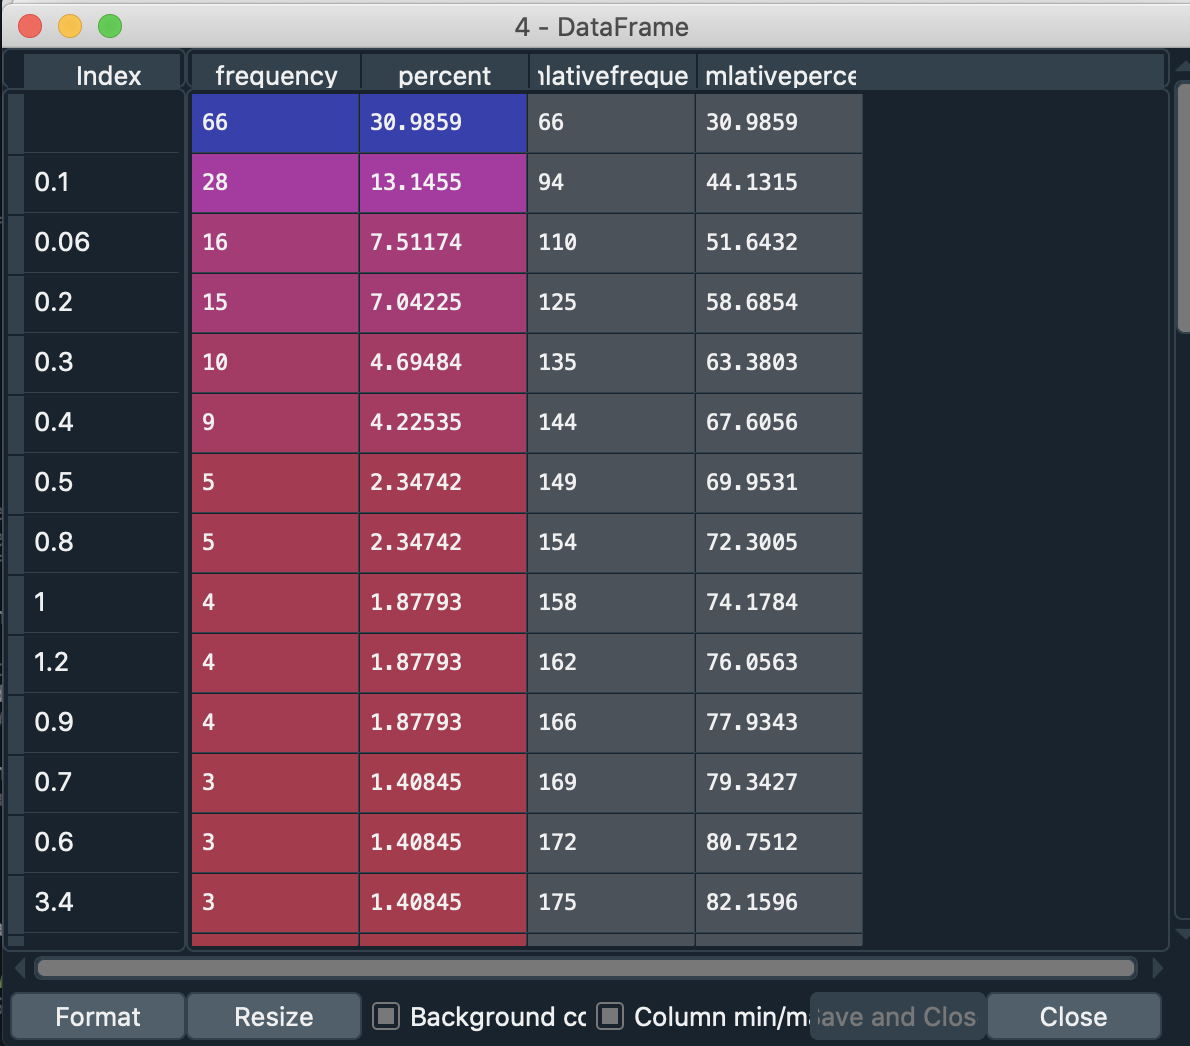 4 - DataFrame
Index frequency percent nlativefreque mlativeperce
66 30.9859 66 30.9859
0.1 28 13.1455 94 44.1315
0.06 16 7.51174 110 51.6432
0.2 15 7.04225 125 58.6854
0.3 10 4.69484 135 63.3803
0.4 9 4.22535 144 67.6056
0.5 5 2.34742 149 69.9531
0.8 5 2.34742 154 72.3005
1 4 1.87793 158 74.1784
1.2 4 1.87793 162 76.0563
0.9 4 1.87793 166 77.9343
0.7 3 1.40845 169 79.3427
0.6 3 1.40845 172 80.7512
3.4 3 1.40845 175 82.1596
Format Resize Background co Column min/ma Save and Clos Close